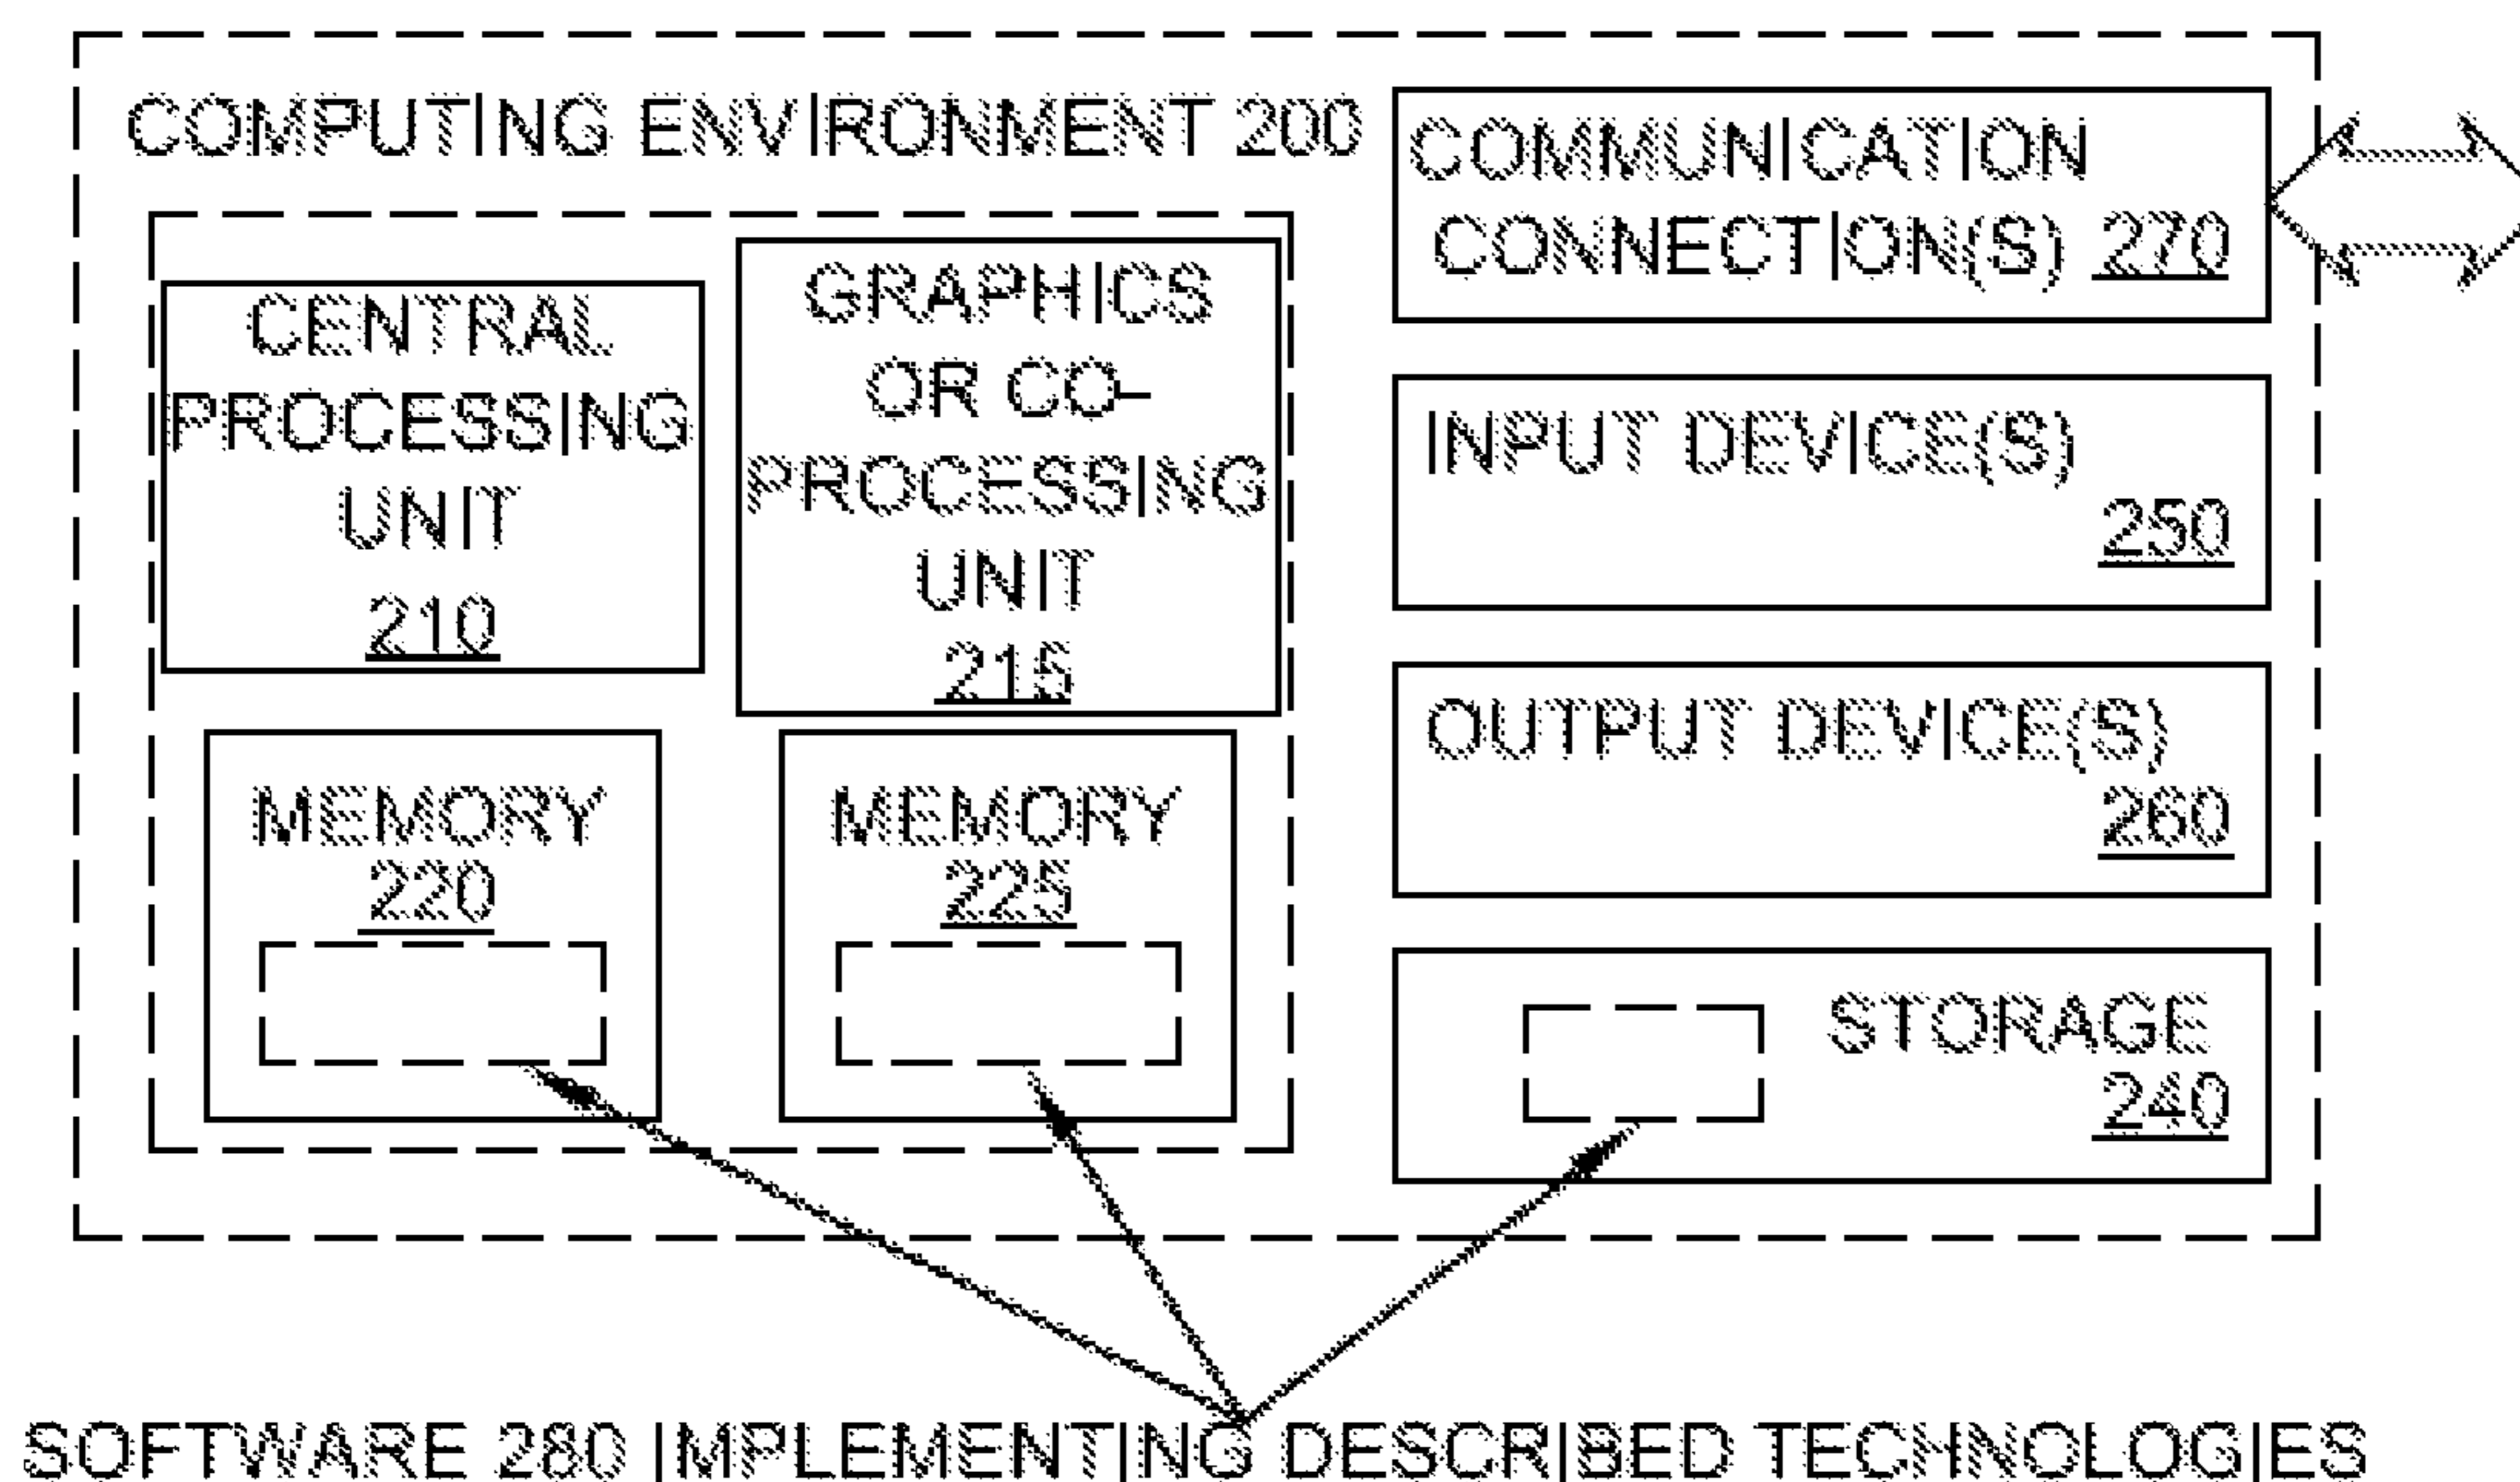 COMPUTING ENVIRONMENT 200
COMMUNICATION
CONNECTION(S) 270
CENTRAL
PROCESSING
UNIT
210
GRAPHICS
OR CO-
PROCESSING
UNIT
215
INPUT DEVICE(S)
250
OUTPUT DEVICE(S)
260
MEMORY
220
MEMORY
225
STORAGE
240
SOFTWARE 280 IMPLEMENTING DESCRIBED TECHNOLOGIES